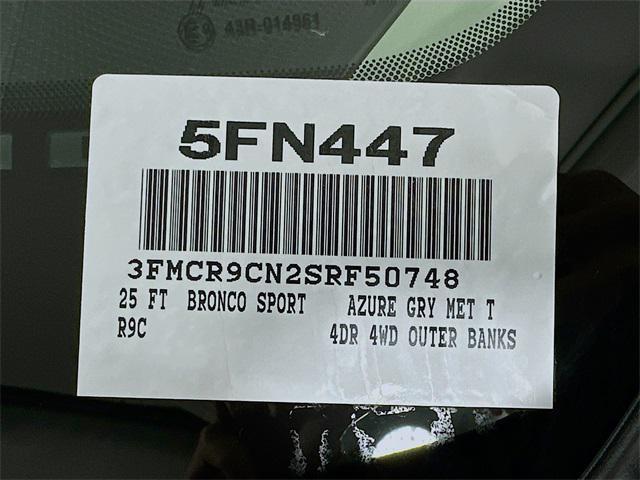 43R-014961
5FN447
3FMCR9CN2SRF50748
25 FT BRONCO SPORT AZURE GRY MET T
R9C 4DR 4WD OUTER BANKS